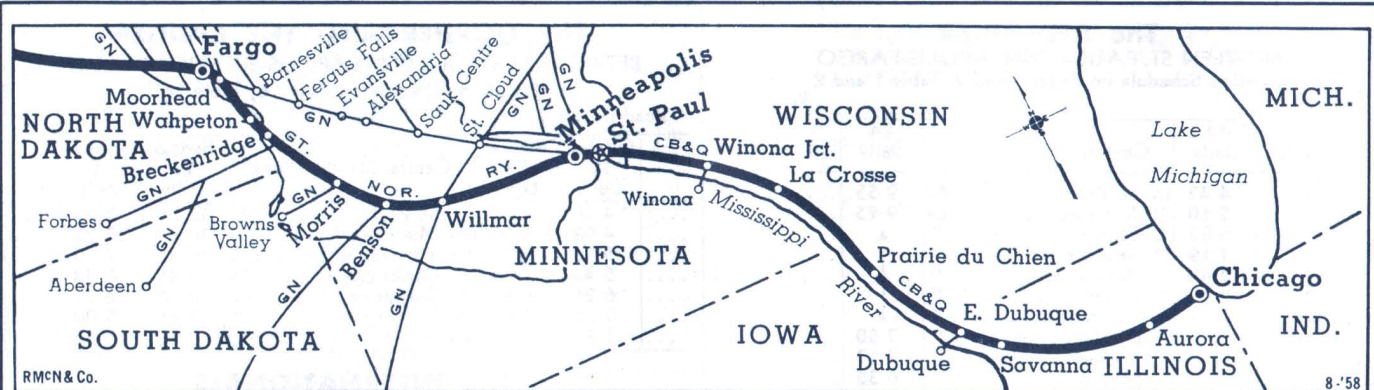 GN
Fargo
Barnesville
Fergus Falls
Evansville
Alexandria
Sauk Centre
St. Cloud
GN
GN
GN
GN
Minneapolis
St. Paul
Moorhead
Wahpeton
Breckenridge
NORTH
DAKOTA
GT. NOR. RY.
GN
GN
GN
Forbes
Aberdeen
Browns
Valley
Morris
Benson
Willmar
GN
GN
SOUTH DAKOTA
MINNESOTA
WISCONSIN
CB&Q
Winona Jct.
La Crosse
Winona
Mississippi
River
Prairie du Chien
CB&Q
E. Dubuque
Dubuque
Savanna
IOWA
ILLINOIS
Aurora
Chicago
IND.
MICH.
Lake
Michigan
RMcN & Co.
8-'58